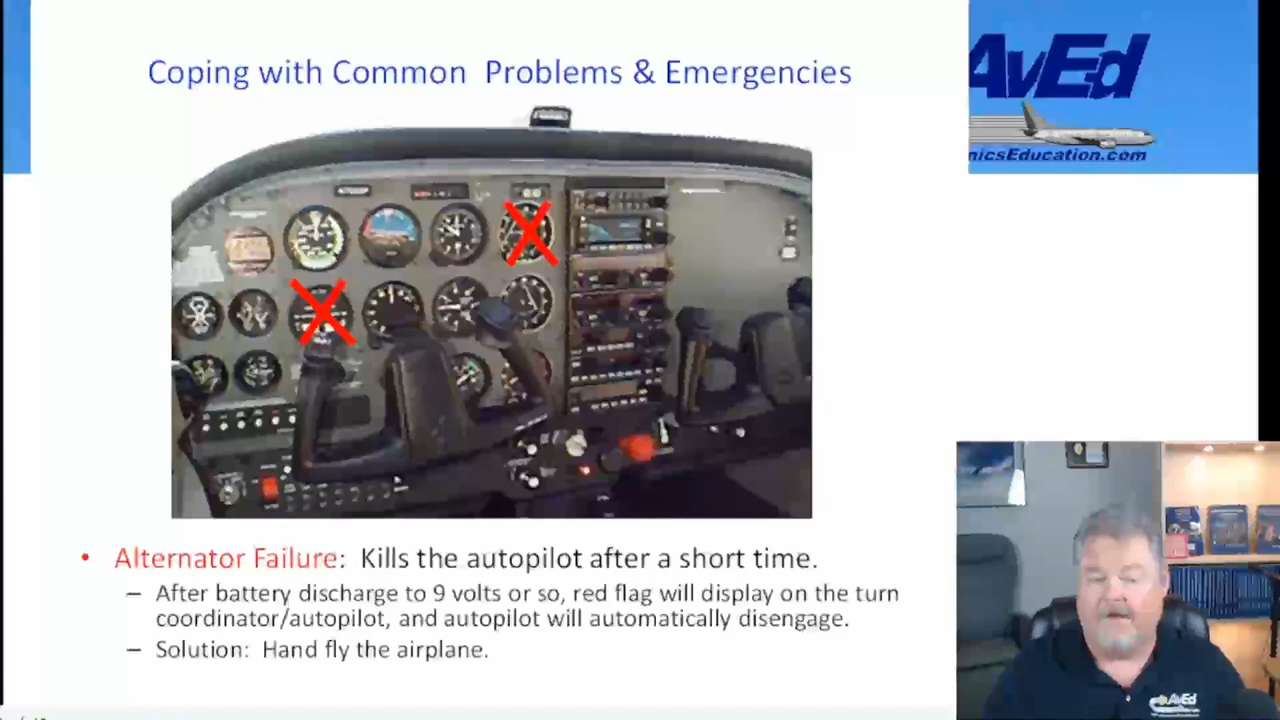 Coping with Common Problems & Emergencies
AvEd
nicsEducation.com
• Alternator Failure: Kills the autopilot after a short time.
– After battery discharge to 9 volts or so, red flag will display on the turn
coordinator/autopilot, and autopilot will automatically disengage.
– Solution: Hand fly the airplane.
AvEd